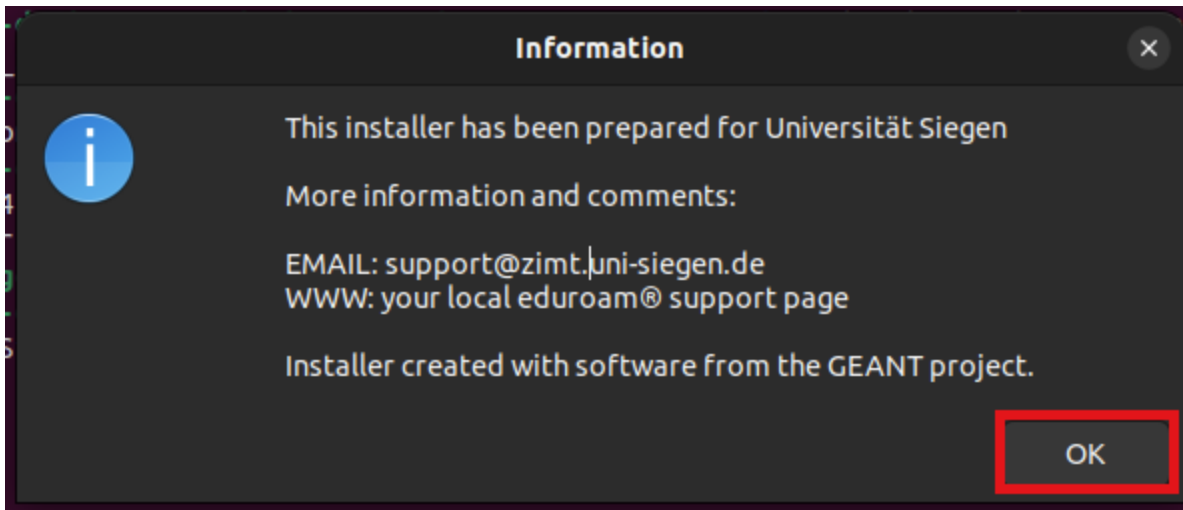 Information
This installer has been prepared for Universität Siegen
More information and comments:
EMAIL: support@zimt.uni-siegen.de
WWW: your local eduroam® support page
Installer created with software from the GEANT project.
OK